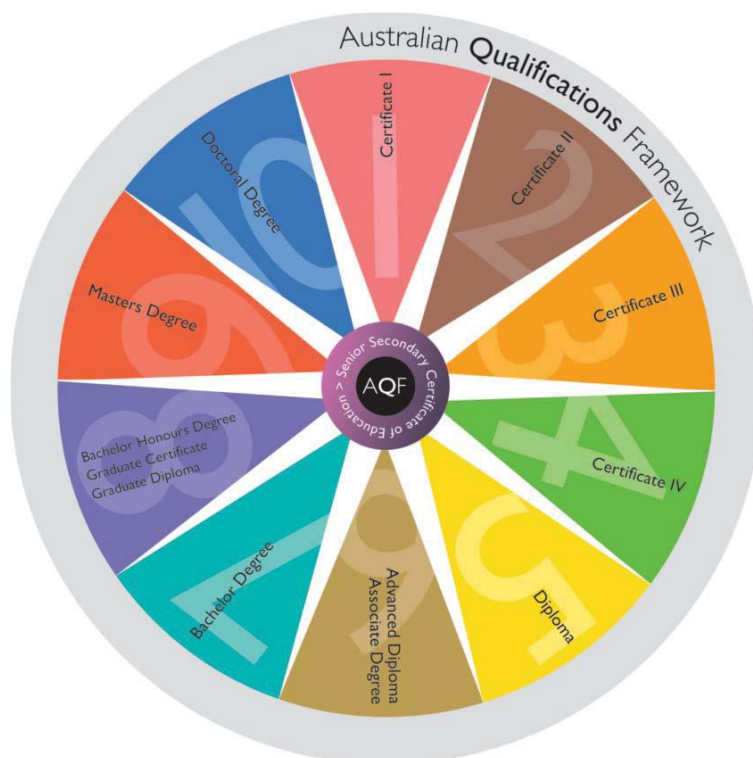 Australian Qualifications Framework
Certificate I
1
Certificate II
2
Certificate III
3
Certificate IV
4
Diploma
5
Advanced Diploma
Associate Degree
6
Bachelor Degree
7
Bachelor Honours Degree
Graduate Certificate
Graduate Diploma
8
Masters Degree
9
Doctoral Degree
10
Senior Secondary Certificate of Education >
AQF